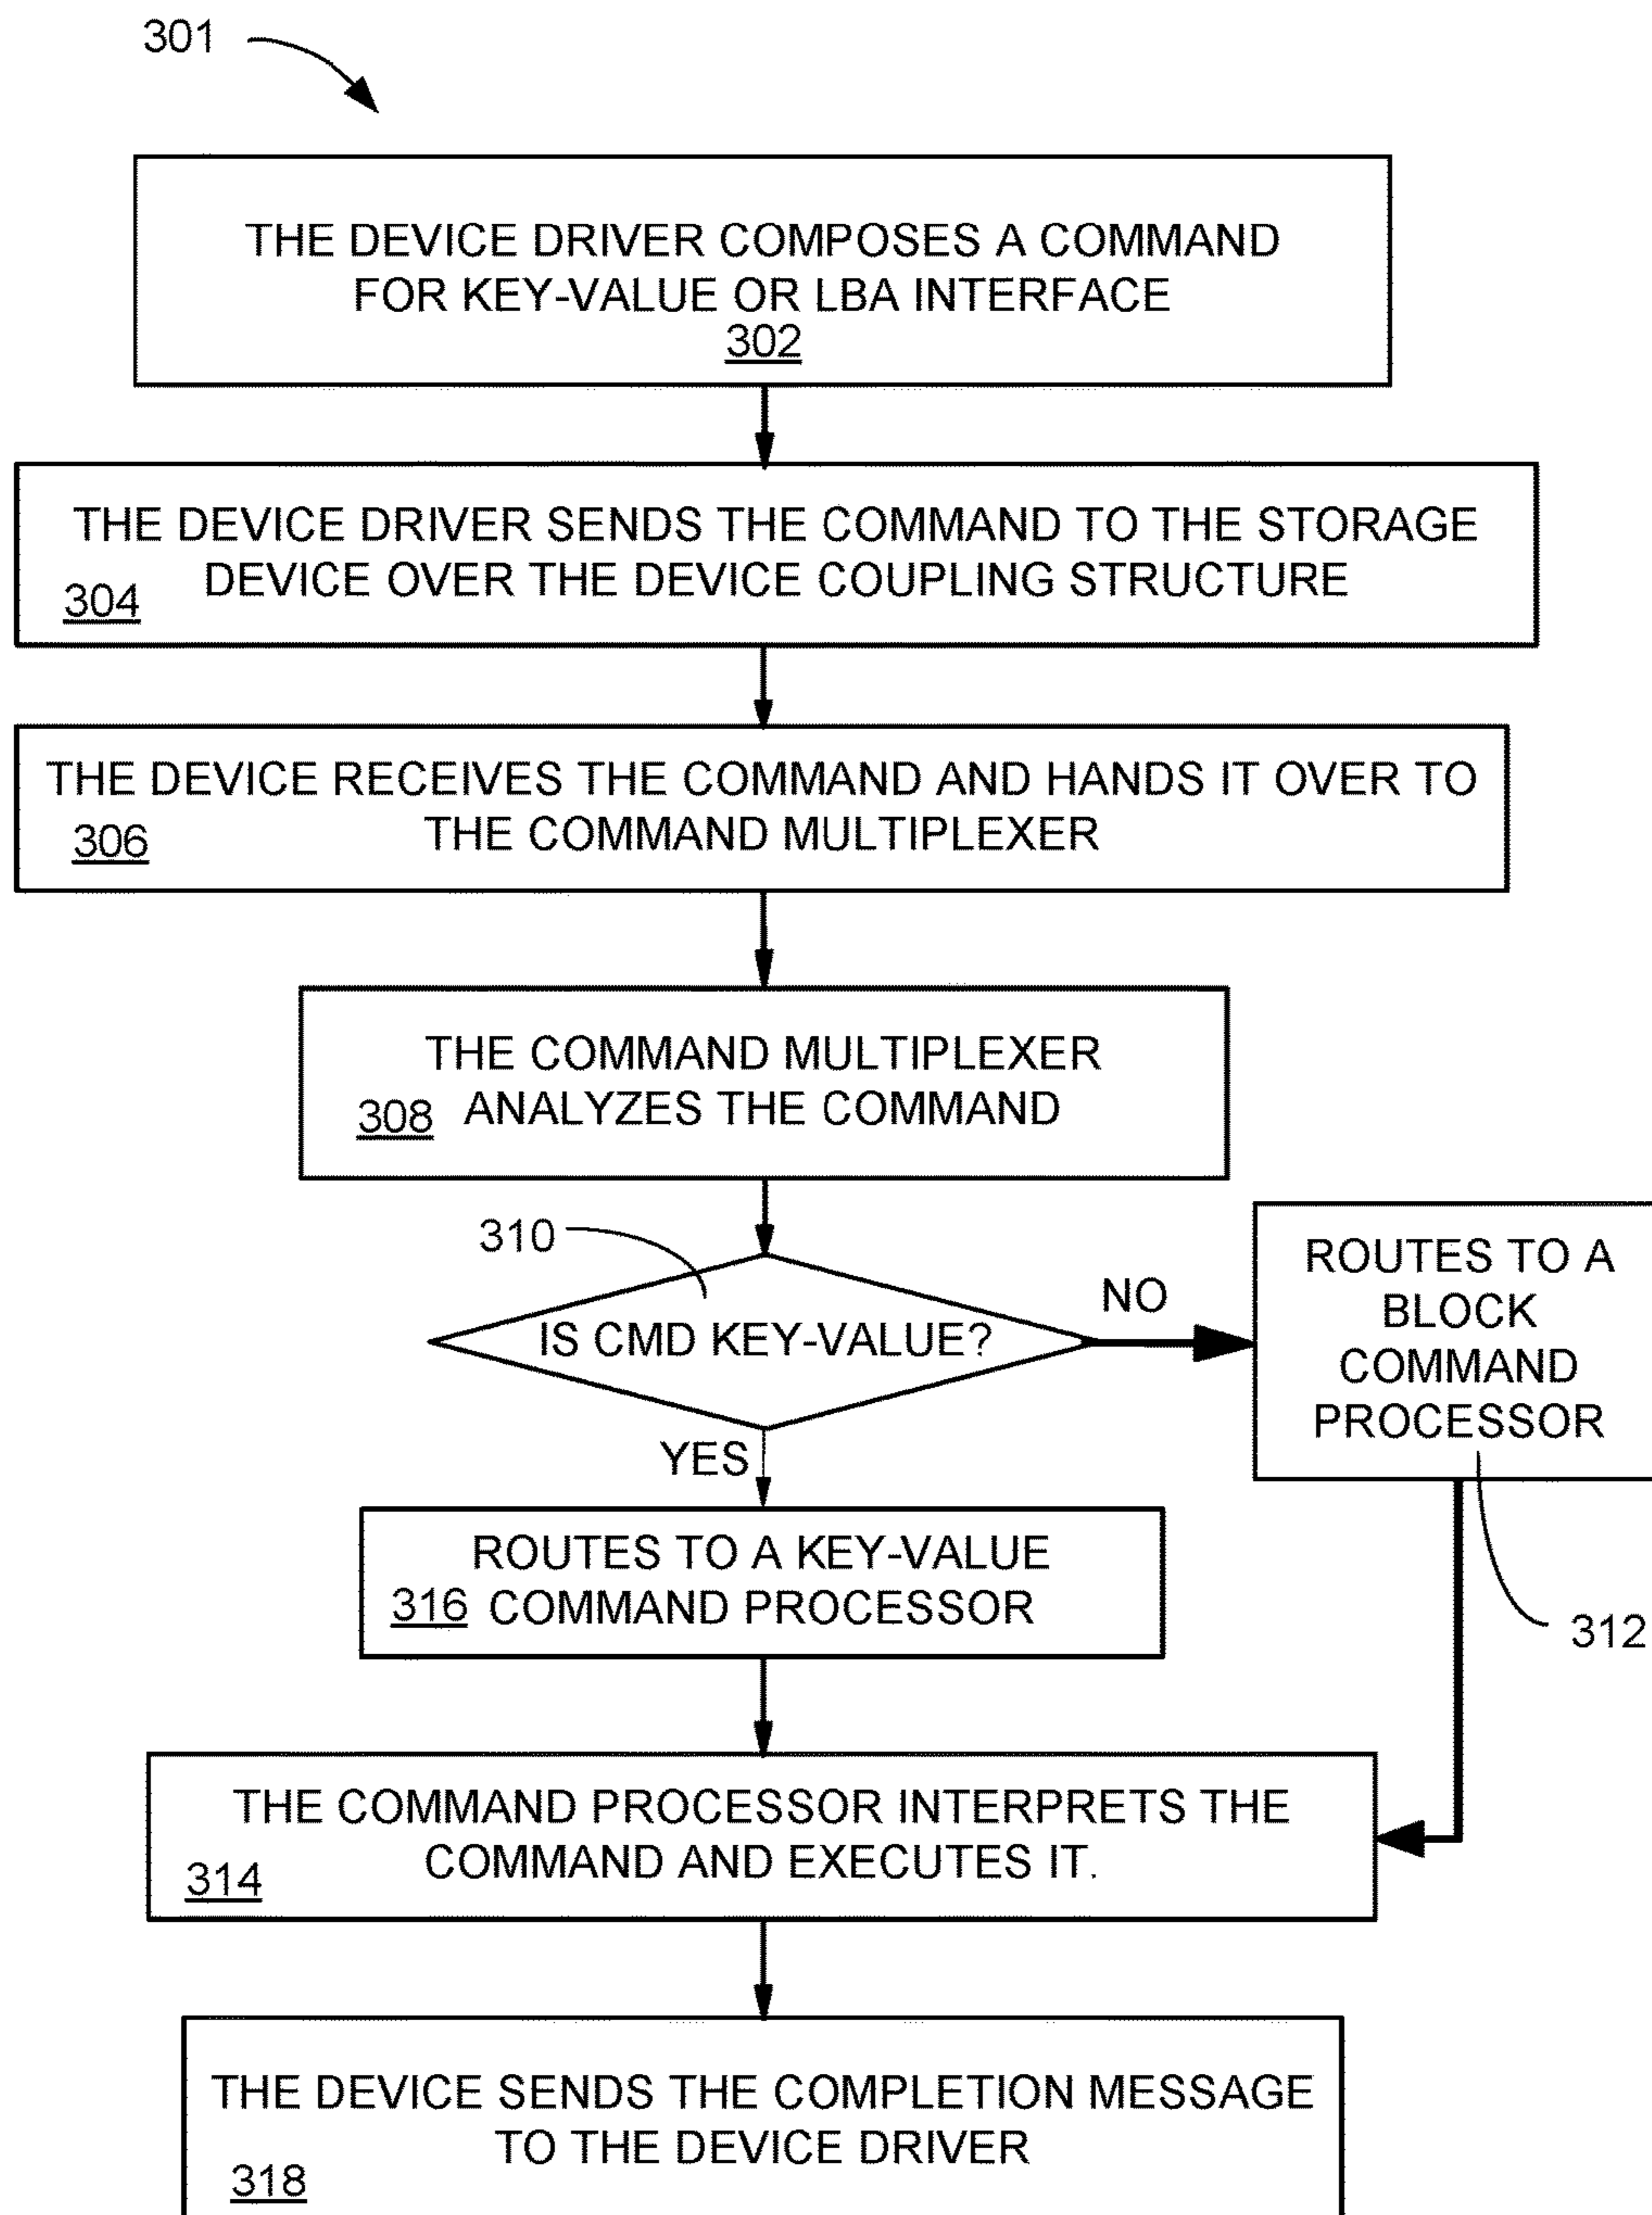 301
THE DEVICE DRIVER COMPOSES A COMMAND
FOR KEY-VALUE OR LBA INTERFACE
302
THE DEVICE DRIVER SENDS THE COMMAND TO THE STORAGE
DEVICE OVER THE DEVICE COUPLING STRUCTURE
304
THE DEVICE RECEIVES THE COMMAND AND HANDS IT OVER TO
THE COMMAND MULTIPLEXER
306
THE COMMAND MULTIPLEXER
ANALYZES THE COMMAND
308
310
IS CMD KEY-VALUE?
NO
ROUTES TO A
BLOCK
COMMAND
PROCESSOR
312
YES
ROUTES TO A KEY-VALUE
COMMAND PROCESSOR
316
THE COMMAND PROCESSOR INTERPRETS THE
COMMAND AND EXECUTES IT.
314
THE DEVICE SENDS THE COMPLETION MESSAGE
TO THE DEVICE DRIVER
318